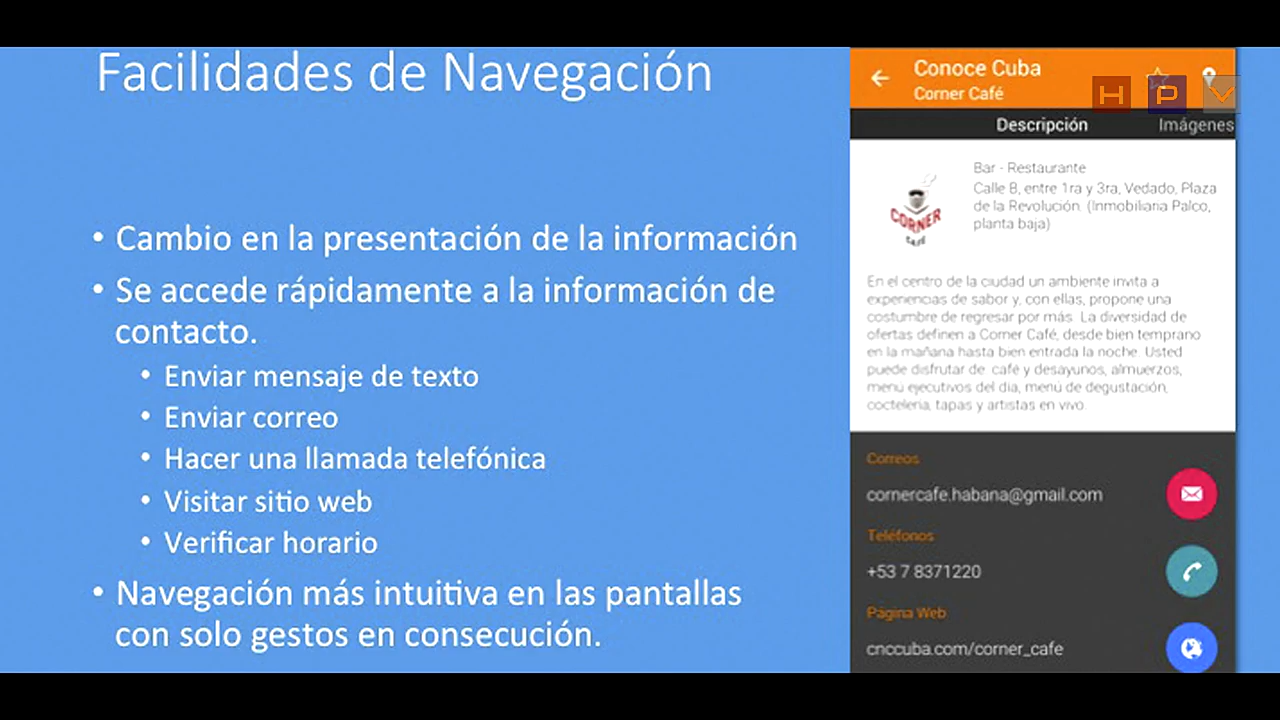 Facilidades de Navegación
• Cambio en la presentación de la información
• Se accede rápidamente a la información de
contacto.
• Enviar mensaje de texto
• Enviar correo
• Hacer una llamada telefónica
• Visitar sitio web
• Verificar horario
• Navegación más intuitiva en las pantallas
con solo gestos en consecución.
Conoce Cuba
Corner Café
H P V
Descripción Imágenes
CORNER
CAFÉ
Bar - Restaurante
Calle B, entre 1ra y 3ra, Vedado, Plaza
de la Revolución. (Inmobiliaria Palco,
planta baja)
En el centro de la ciudad un ambiente invita a
experiencias de sabor y, con ellas, propone una
costumbre de regresar por más. La diversidad de
ofertas definen a Corner Café, desde bien temprano
en la mañana hasta bien entrada la noche. Usted
puede disfrutar de café y desayunos, almuerzos,
menú ejecutivos del día, menú de degustación,
coctelería, tapas y artistas en vivo.
Correos
cornercafe.habana@gmail.com
Teléfonos
+53 7 8371220
Página Web
cnccuba.com/corner_cafe